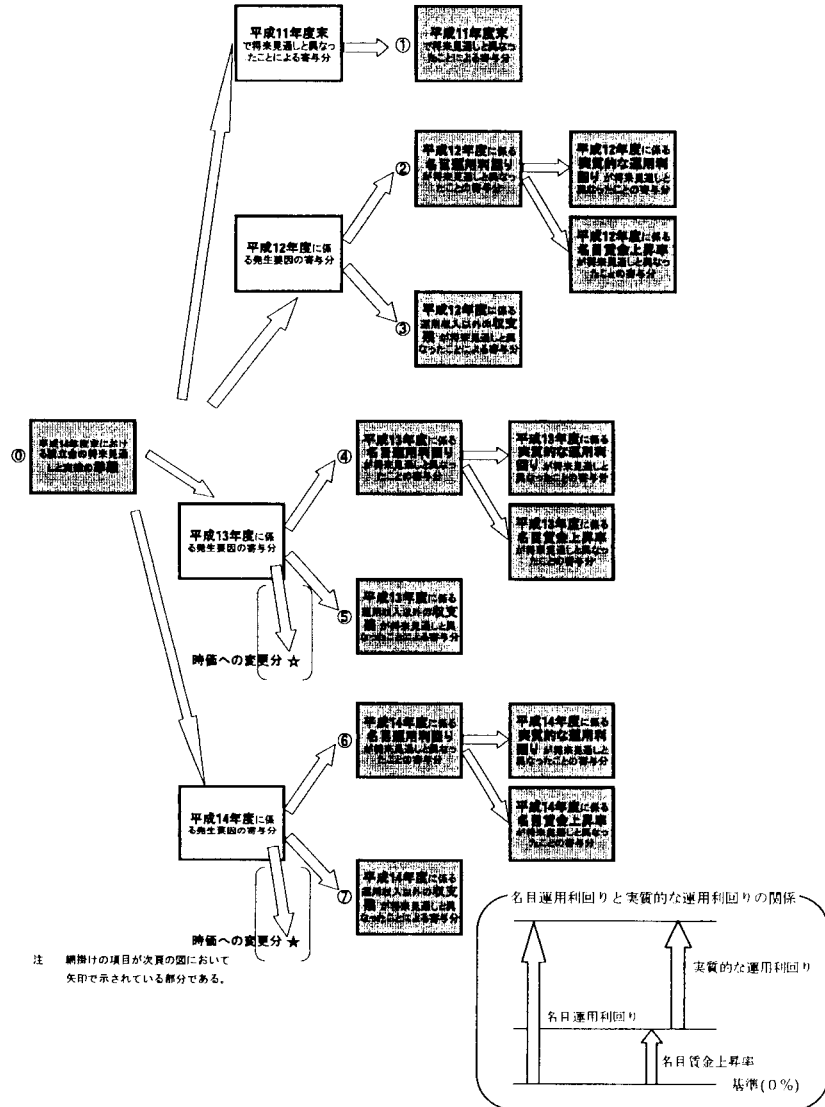 平成11年度末
で将来見通しと異なっ
たことによる寄与分
①
平成11年度末
で将来見通しと異なっ
たことによる寄与分
②
平成12年度に係る
名目運用利回り
が将来見通しと異なっ
たことの寄与分
平成12年度に係る
実質的な運用利
回り が将来見通しと
異なったことの寄与分
平成12年度に係る
名目賃金上昇率
が将来見通しと異なっ
たことの寄与分
平成12年度に係
る発生要因の寄与分
③
平成12年度に係る
運用収入以外の収支
残 が将来見通しと異
なったことによる寄与分
⓪
平成14年度末におけ
る積立金の将来見通
しと実績の乖離
平成13年度に係
る発生要因の寄与分
④
平成13年度に係る
名目運用利回り
が将来見通しと異なっ
たことの寄与分
平成13年度に係る
実質的な運用利
回り が将来見通しと
異なったことの寄与分
平成13年度に係る
名目賃金上昇率
が将来見通しと異なっ
たことの寄与分
⑤
平成13年度に係る
運用収入以外の収支
残 が将来見通しと異
なったことによる寄与分
時価への変更分 ☆
平成14年度に係
る発生要因の寄与分
⑥
平成14年度に係る
名目運用利回り
が将来見通しと異なっ
たことの寄与分
平成14年度に係る
実質的な運用利
回り が将来見通しと
異なったことの寄与分
平成14年度に係る
名目賃金上昇率
が将来見通しと異なっ
たことの寄与分
⑦
平成14年度に係る
運用収入以外の収支
残 が将来見通しと異
なったことによる寄与分
時価への変更分 ★
注 網掛けの項目が次頁の図において
矢印で示されている部分である。
名目運用利回りと実質的な運用利回りの関係
実質的な運用利回り
名目運用利回り
名目賃金上昇率
基準(0%)